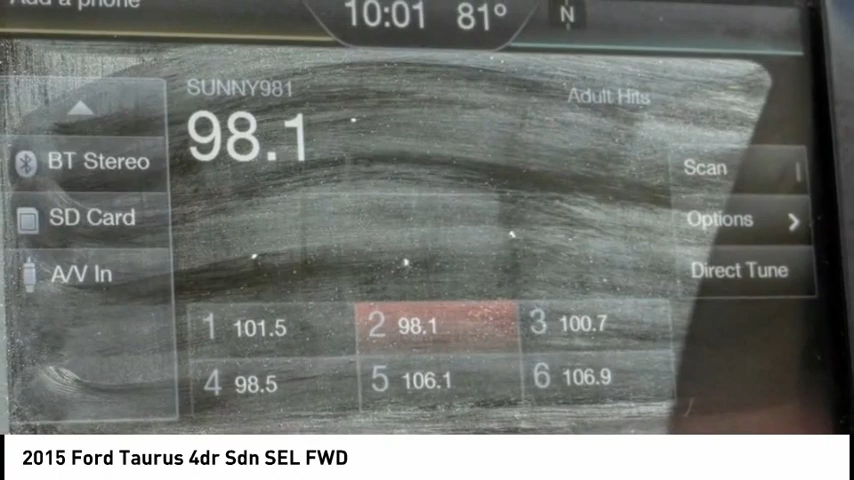 Add a phone
10:01 81° N
SUNNY981
Adult Hits
98.1
BT Stereo
SD Card
A/V In
Scan
Options
Direct Tune
1 101.5
2 98.1
3 100.7
4 98.5
5 106.1
6 106.9
2015 Ford Taurus 4dr Sdn SEL FWD